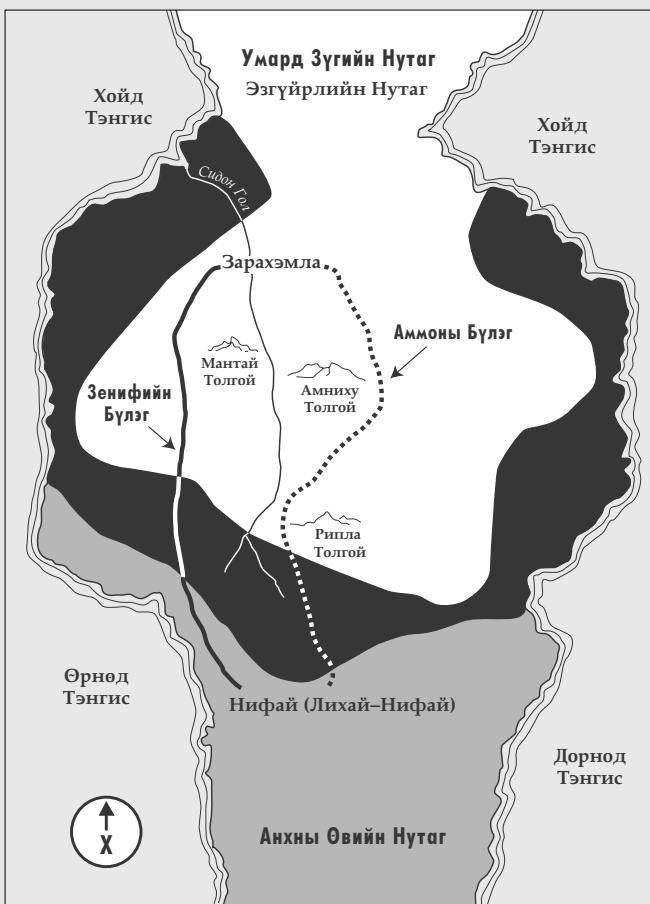 Умард Зүгийн Нутаг
Эзгүйрлийн Нутаг
Хойд
Тэнгис
Хойд
Тэнгис
Сидон Гол
Зарахэмла
Аммоны Бүлэг
Мантай
Толгой
Амниху
Толгой
Зенифийн
Бүлэг
Рипла
Толгой
Өрнөд
Тэнгис
Нифай (Лихай–Нифай)
Дорнод
Тэнгис
Х
Анхны Өвийн Нутаг